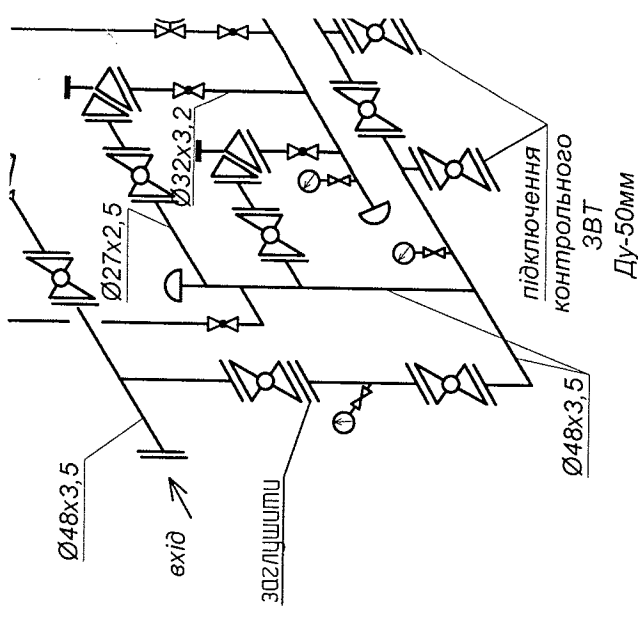 Ø48x3,5
вхід
заглушити
Ø27x2,5
Ø32x3,2
Ø48x3,5
підключення
контрольного
ЗВТ
Ду-50мм